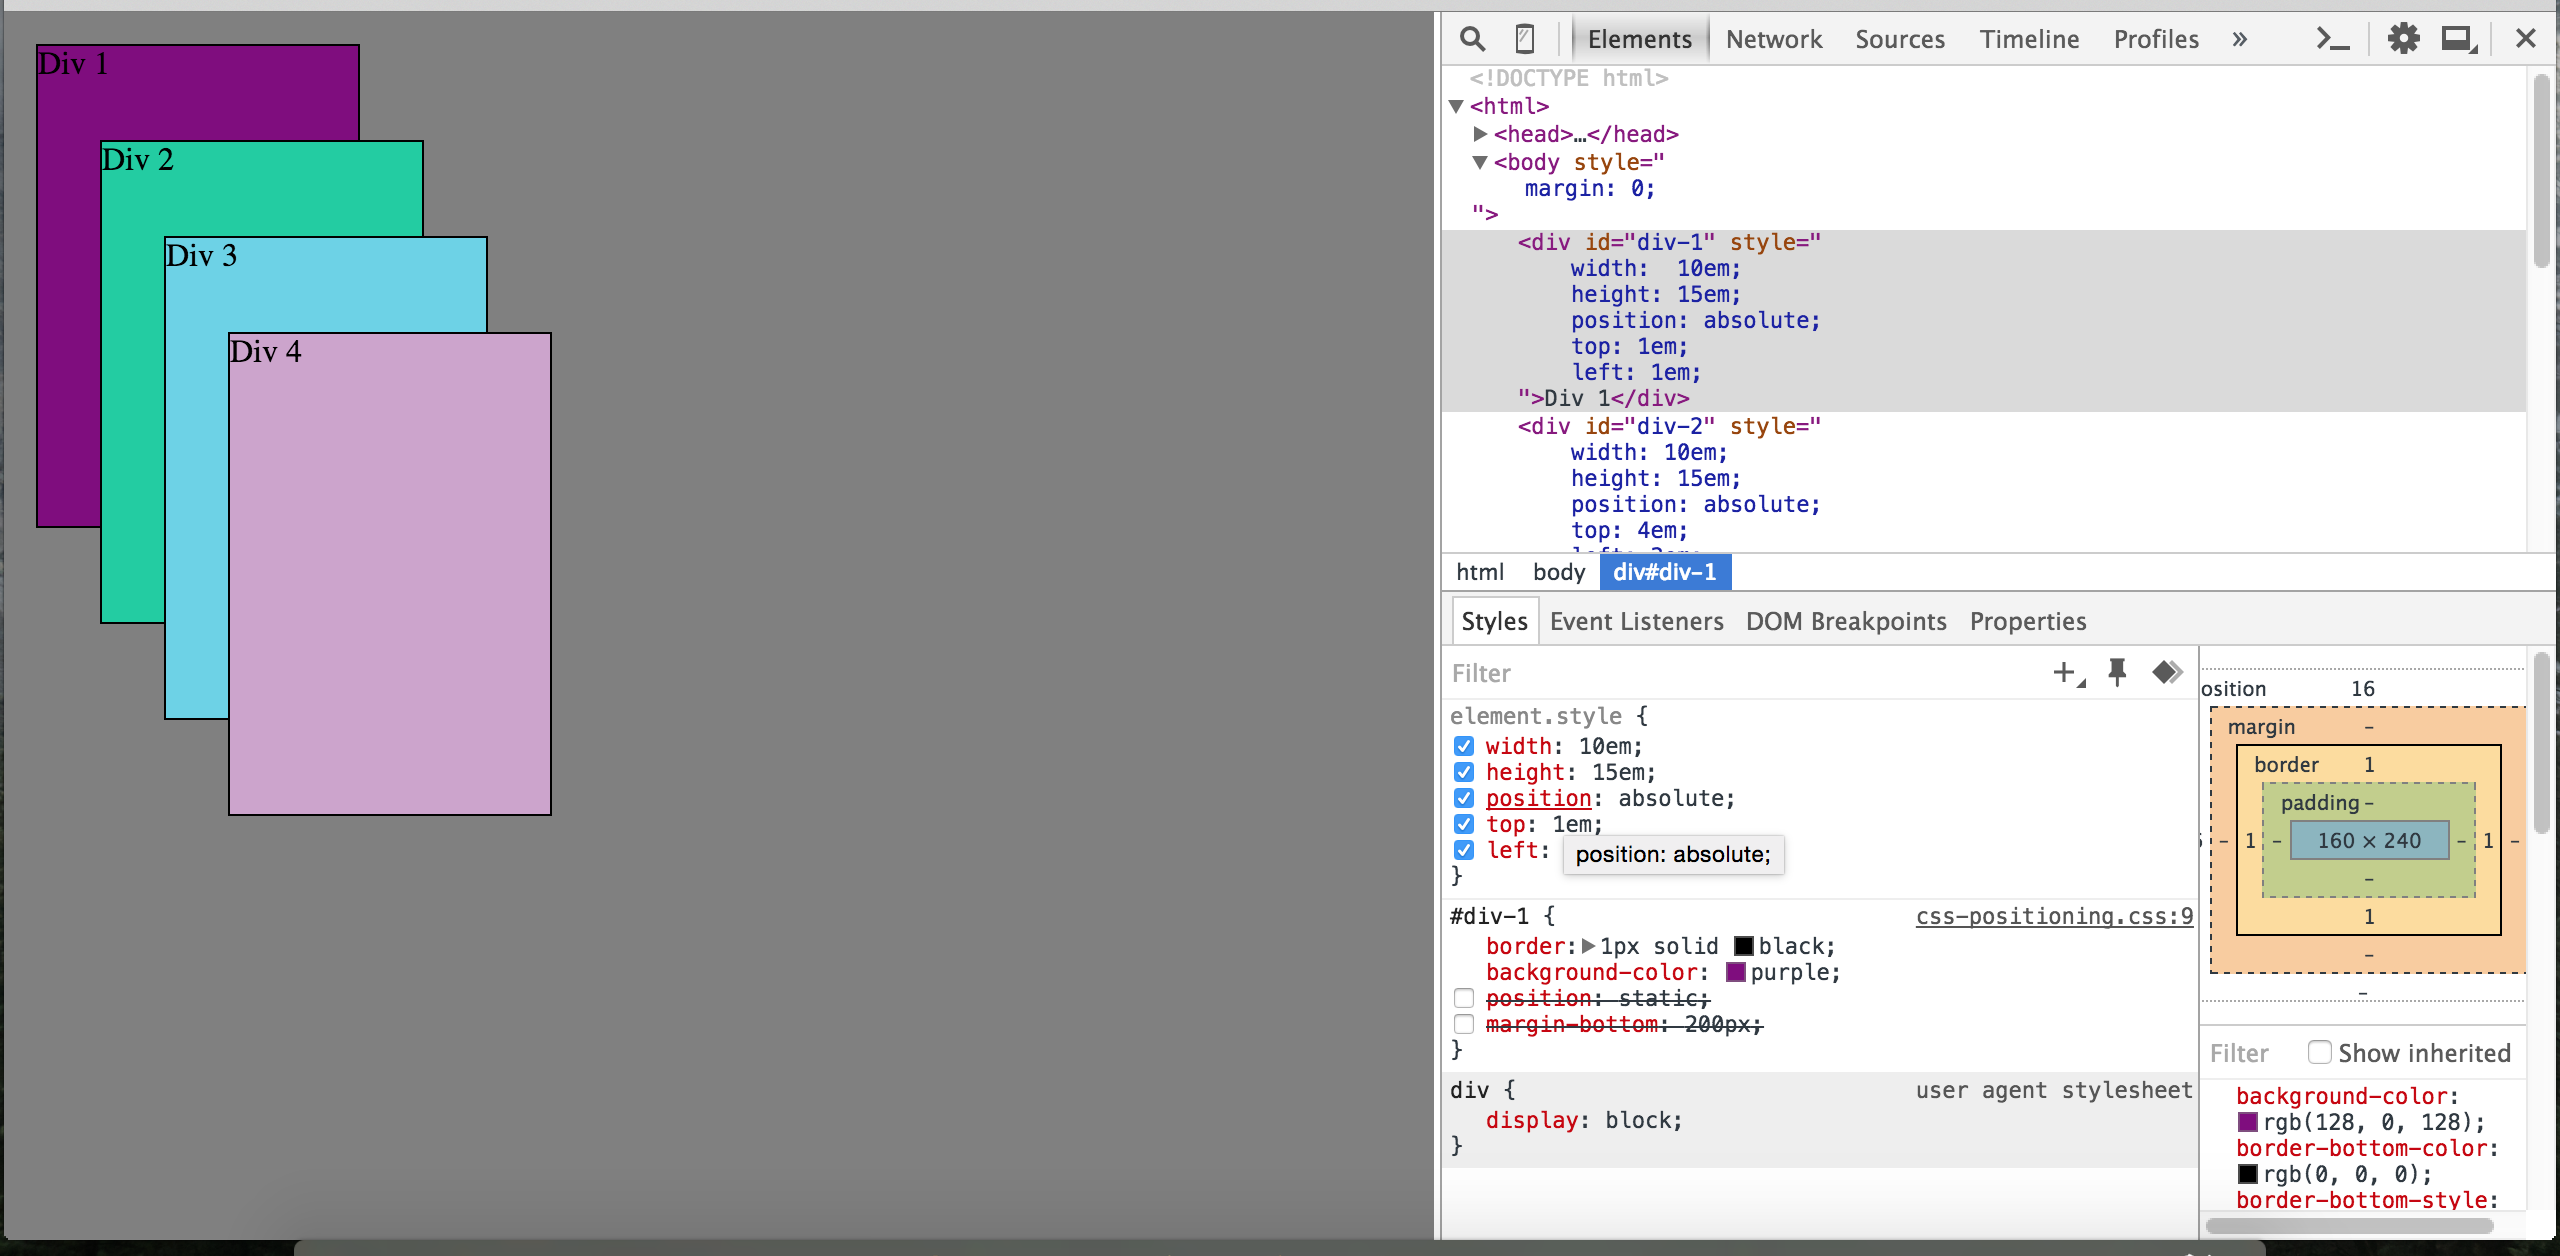 Div 1
Div 2
Div 3
Div 4
Elements Network Sources Timeline Profiles »
<!DOCTYPE html>
▼<html>
▶<head>…</head>
▼<body style="
margin: 0;
">
<div id="div-1" style="
width:  10em;
height: 15em;
position: absolute;
top: 1em;
left: 1em;
">Div 1</div>
<div id="div-2" style="
width: 10em;
height: 15em;
position: absolute;
top: 4em;
html body div#div-1
Styles Event Listeners DOM Breakpoints Properties
Filter
element.style {
width: 10em;
height: 15em;
position: absolute;
top: 1em;
left:
position: absolute;
}
#div-1 { css-positioning.css:9
border:▶1px solid black;
background-color: purple;
position: static;
margin-bottom: 200px;
}
div { user agent stylesheet
display: block;
}
osition 16
margin –
border 1
padding –
– 1 – 160 × 240 – 1 –
–
1
–
–
Filter Show inherited
background-color:
rgb(128, 0, 128);
border-bottom-color:
rgb(0, 0, 0);
border-bottom-style: